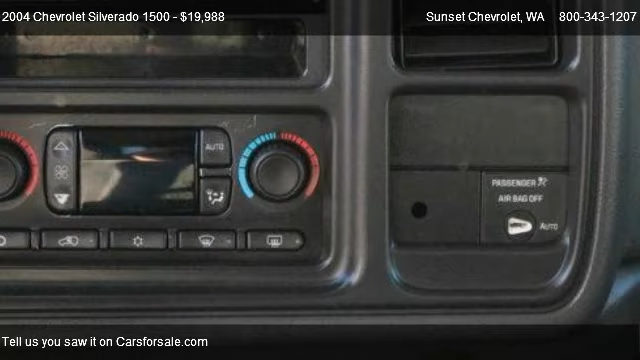 2004 Chevrolet Silverado 1500 - $19,988
Sunset Chevrolet, WA 800-343-1207
AUTO
PASSENGER
AIR BAG OFF
AUTO
Tell us you saw it on Carsforsale.com